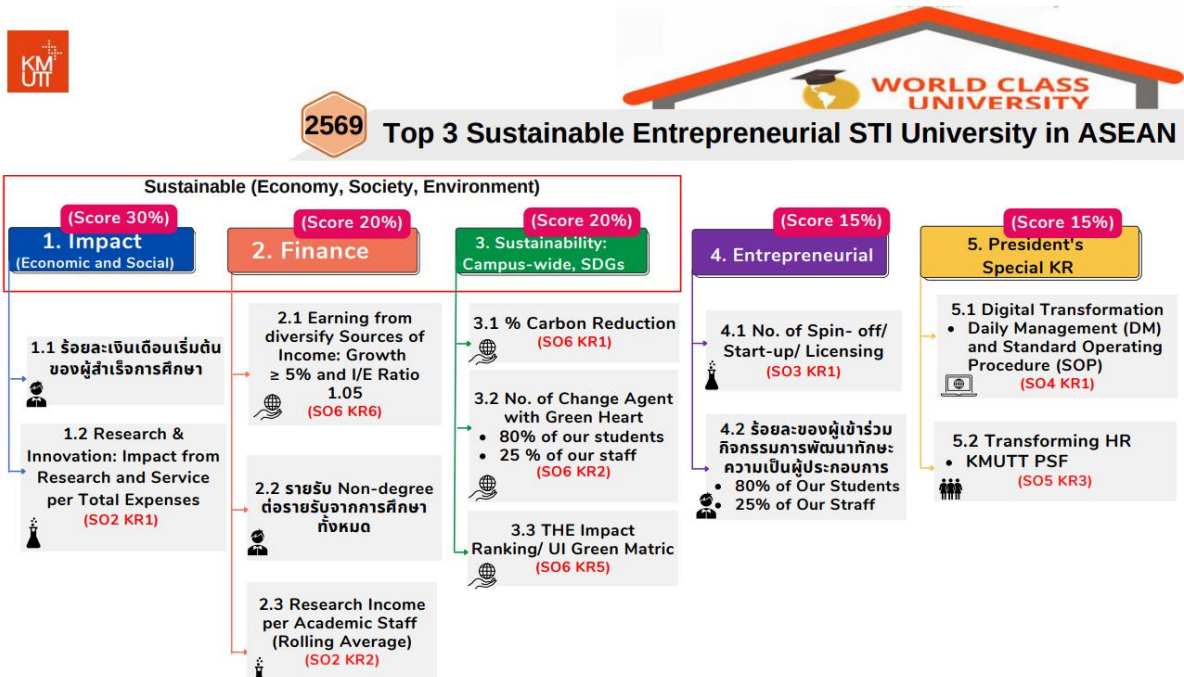 KM
UTT
WORLD CLASS
UNIVERSITY
2569
Top 3 Sustainable Entrepreneurial STI University in ASEAN
Sustainable (Economy, Society, Environment)
(Score 30%)
1. Impact
(Economic and Social)
1.1 ร้อยละเงินเดือนเริ่มต้น
ของผู้สำเร็จการศึกษา
1.2 Research &
Innovation: Impact from
Research and Service
per Total Expenses
(SO2 KR1)
(Score 20%)
2. Finance
2.1 Earning from
diversify Sources of
Income: Growth
≥ 5% and I/E Ratio
1.05
(SO6 KR6)
2.2 รายรับ Non-degree
ต่อรายรับจากการศึกษา
ทั้งหมด
2.3 Research Income
per Academic Staff
(Rolling Average)
(SO2 KR2)
(Score 20%)
3. Sustainability:
Campus-wide, SDGs
3.1 % Carbon Reduction
(SO6 KR1)
3.2 No. of Change Agent
with Green Heart
• 80% of our students
• 25 % of our staff
(SO6 KR2)
3.3 THE Impact
Ranking/ UI Green Matric
(SO6 KR5)
(Score 15%)
4. Entrepreneurial
4.1 No. of Spin- off/
Start-up/ Licensing
(SO3 KR1)
4.2 ร้อยละของผู้เข้าร่วม
กิจกรรมการพัฒนาทักษะ
ความเป็นผู้ประกอบการ
• 80% of Our Students
• 25% of Our Straff
(Score 15%)
5. President's
Special KR
5.1 Digital Transformation
• Daily Management (DM)
and Standard Operating
Procedure (SOP)
(SO4 KR1)
5.2 Transforming HR
• KMUTT PSF
(SO5 KR3)